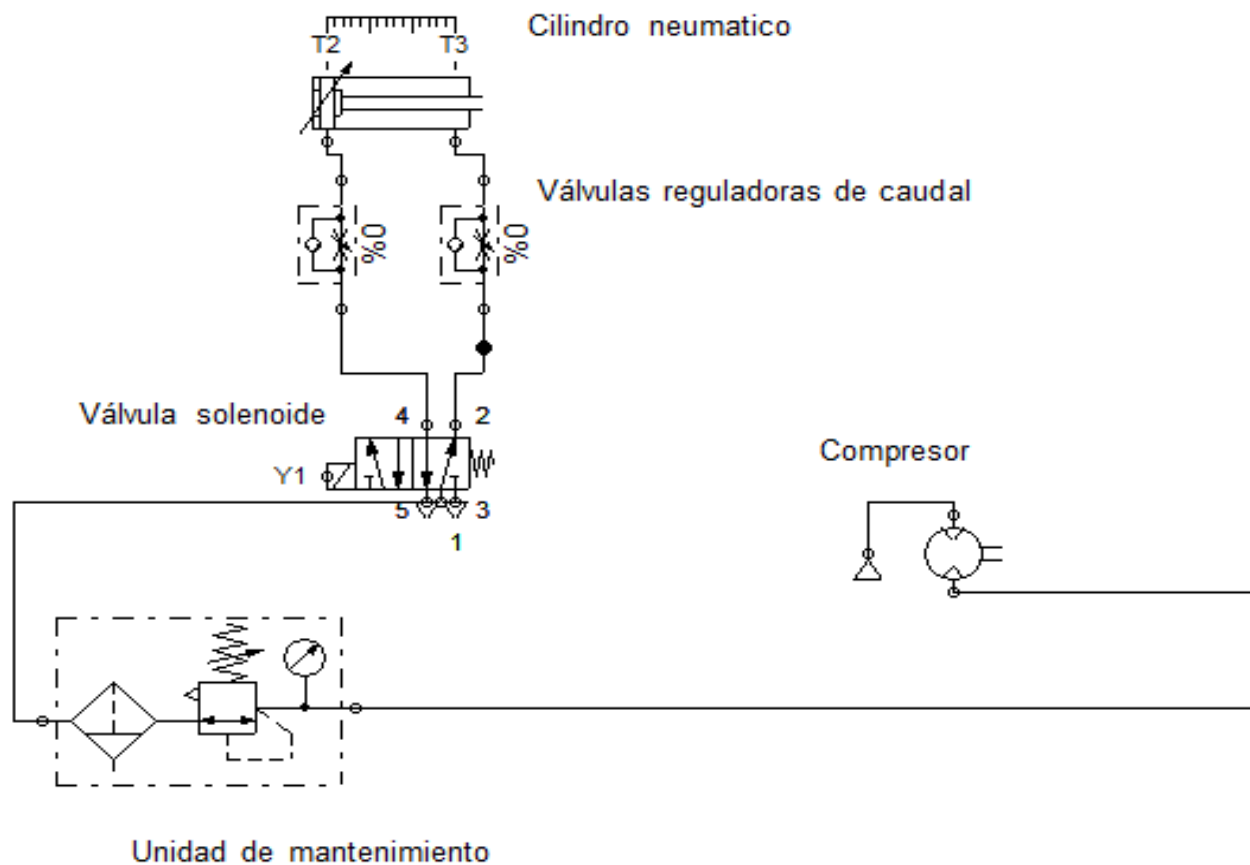 Cilindro neumatico
T2 T3
Válvulas reguladoras de caudal
%0 %0
Válvula solenoide 4 2
Compresor
Y1
5 3
1
Unidad de mantenimiento